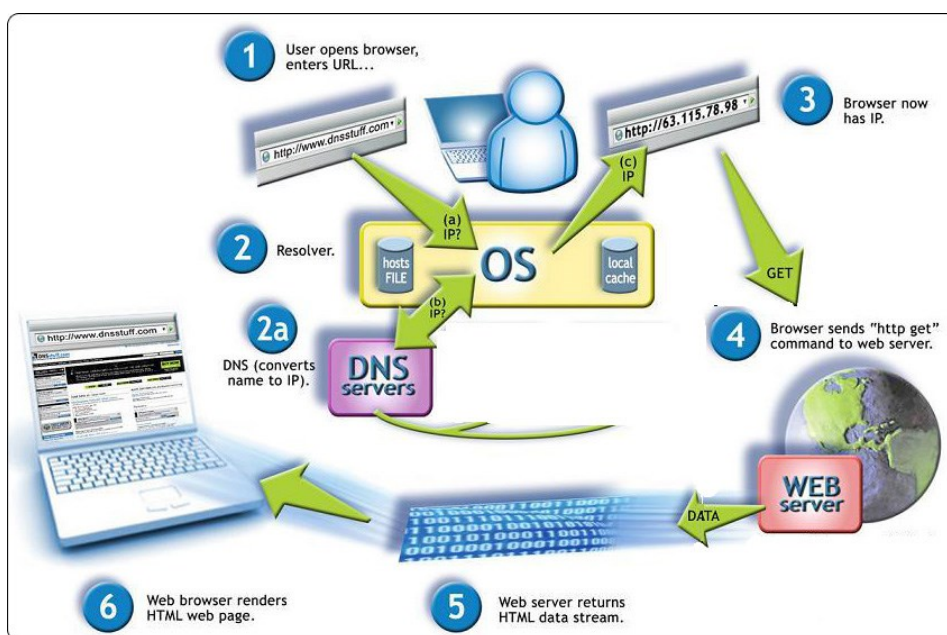 1
User opens browser,
enters URL...
http://www.dnsstuff.com
http://63.115.78.98
3
Browser now
has IP.
(a)
IP?
(c)
IP
2
Resolver.
hosts
FILE
OS
local
cache
GET
(b)
IP?
2a
DNS (converts
name to IP).
DNS
servers
4
Browser sends “http get”
command to web server.
http://www.dnsstuff.com
WEB
server
DATA
6
Web browser renders
HTML web page.
5
Web server returns
HTML data stream.